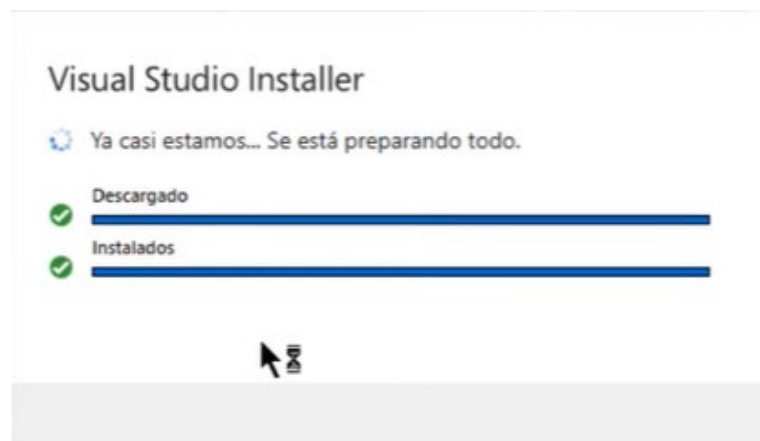 Visual Studio Installer
Ya casi estamos... Se está preparando todo.
Descargado
Instalados